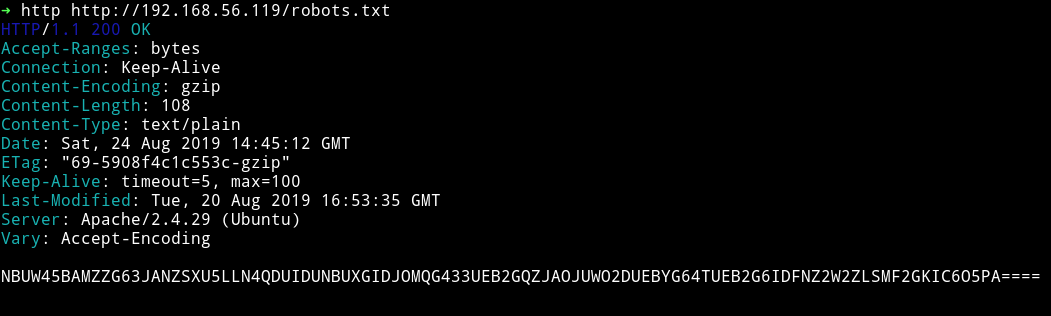 ➜ http http://192.168.56.119/robots.txt
HTTP/1.1 200 OK
Accept-Ranges: bytes
Connection: Keep-Alive
Content-Encoding: gzip
Content-Length: 108
Content-Type: text/plain
Date: Sat, 24 Aug 2019 14:45:12 GMT
ETag: "69-5908f4c1c553c-gzip"
Keep-Alive: timeout=5, max=100
Last-Modified: Tue, 20 Aug 2019 16:53:35 GMT
Server: Apache/2.4.29 (Ubuntu)
Vary: Accept-Encoding
NBUW45BAMZZG63JANZSXU5LLN4QDUIDUNBUXGIDJOMQG433UEB2GQZJAOJUWO2DUEBYG64TUEB2G6IDFNZ2W2ZLSMF2GKIC6O5PA====